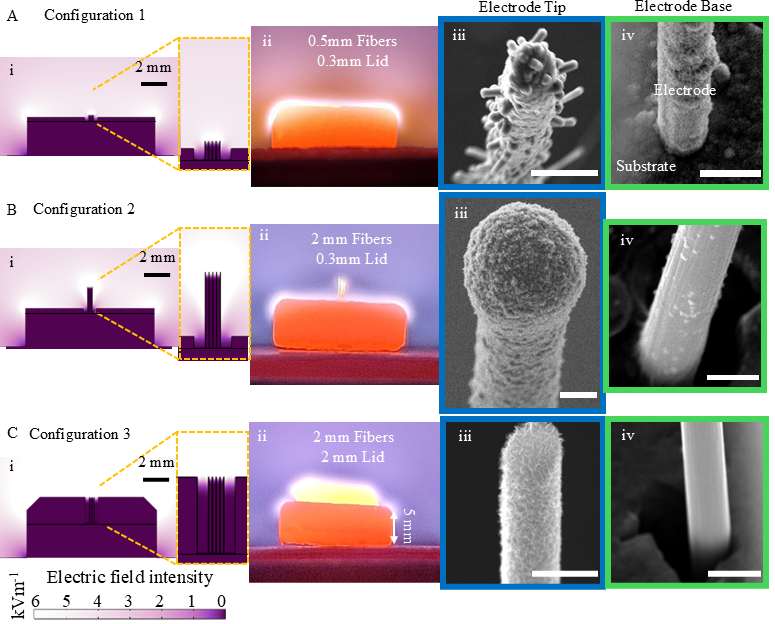 Electrode Tip
Electrode Base
A Configuration 1
i
2 mm
ii
0.5mm Fibers
0.3mm Lid
iii
iv
Electrode
Substrate
B Configuration 2
i
2 mm
ii
2 mm Fibers
0.3mm Lid
iii
iv
C Configuration 3
i
2 mm
ii
2 mm Fibers
2 mm Lid
5 mm
iii
iv
Electric field intensity
kVm⁻¹
6 5 4 3 2 1 0